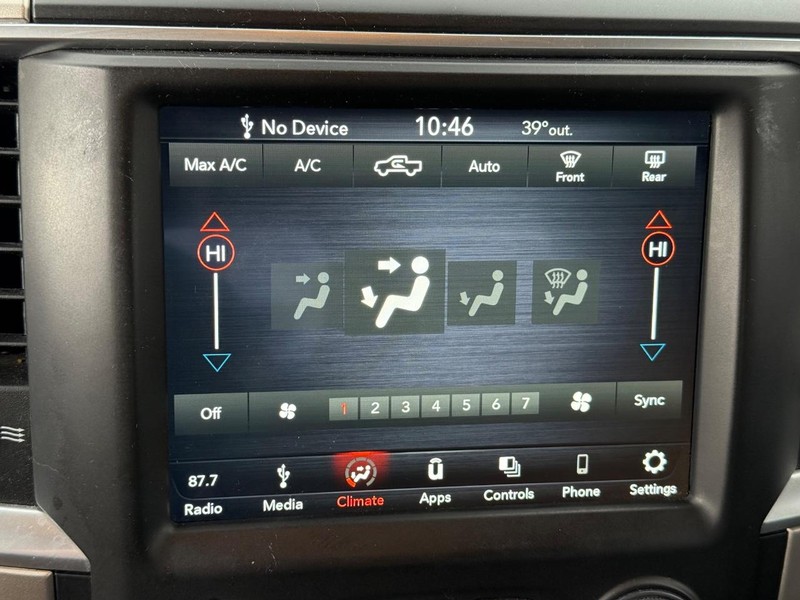 No Device 10:46 39°out.
Max A/C A/C Auto Front Rear
HI HI
Off 1 2 3 4 5 6 7 Sync
87.7
Radio Media Climate Apps Controls Phone Settings